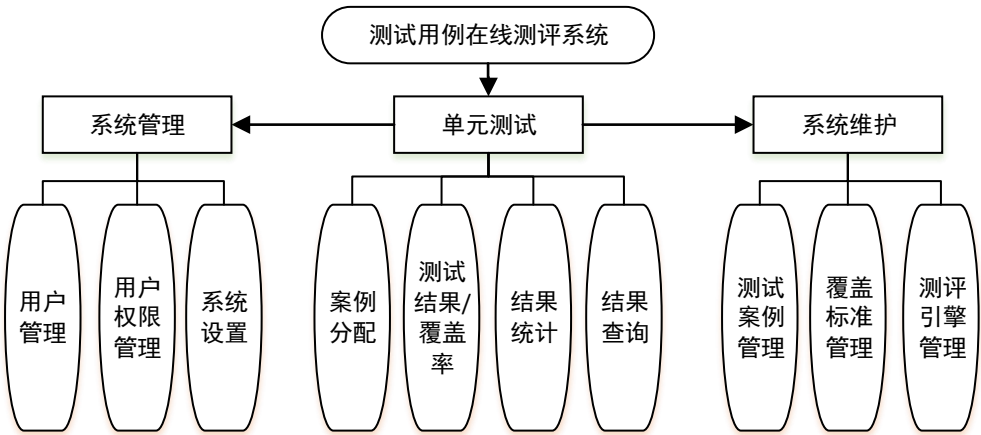 测试用例在线测评系统
系统管理
单元测试
系统维护
用户
管理
用户
权限
管理
系统
设置
案例
分配
测试
结果/
覆盖
率
结果
统计
结果
查询
测试
案例
管理
覆盖
标准
管理
测评
引擎
管理